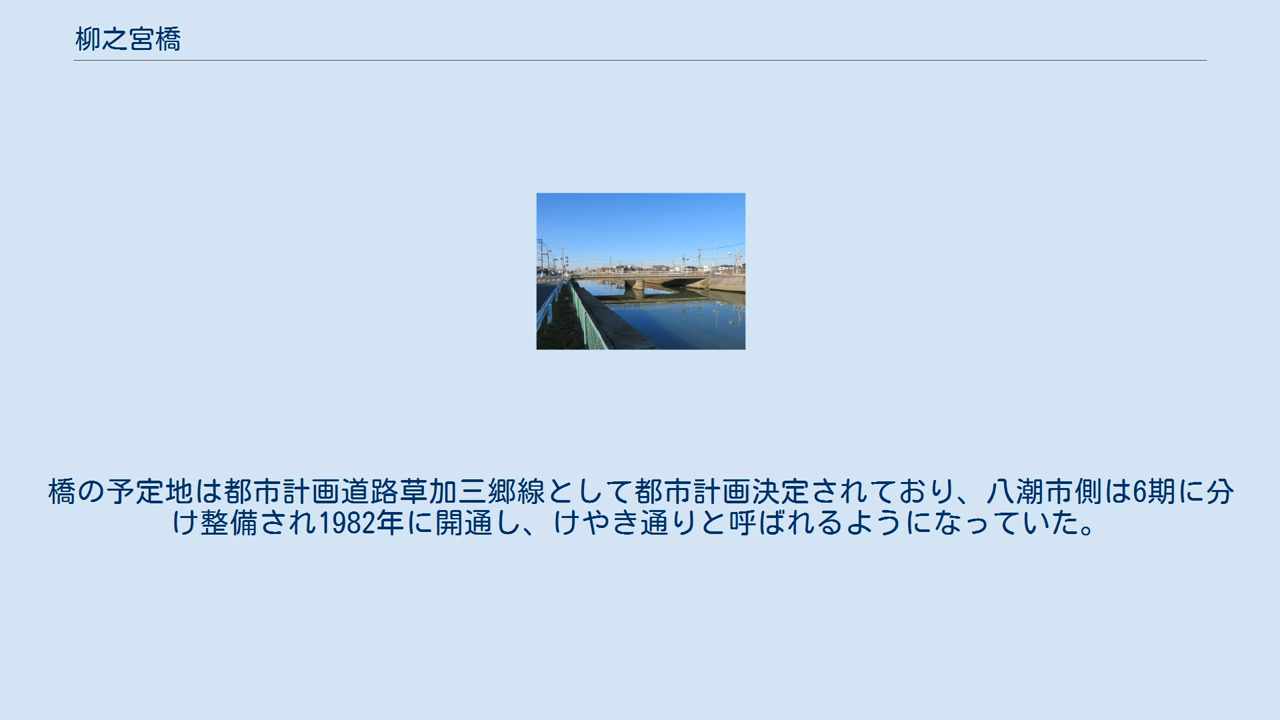 柳之宮橋
橋の予定地は都市計画道路草加三郷線として都市計画決定されており、八潮市側は6期に分
け整備され1982年に開通し、けやき通りと呼ばれるようになっていた。